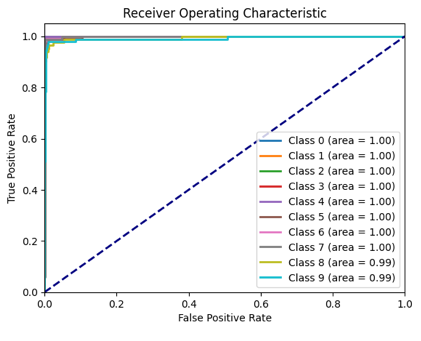 Receiver Operating Characteristic
True Positive Rate
1.0
0.8
0.6
0.4
0.2
0.0
Class 0 (area = 1.00)
Class 1 (area = 1.00)
Class 2 (area = 1.00)
Class 3 (area = 1.00)
Class 4 (area = 1.00)
Class 5 (area = 1.00)
Class 6 (area = 1.00)
Class 7 (area = 1.00)
Class 8 (area = 0.99)
Class 9 (area = 0.99)
0.0 0.2 0.4 0.6 0.8 1.0
False Positive Rate